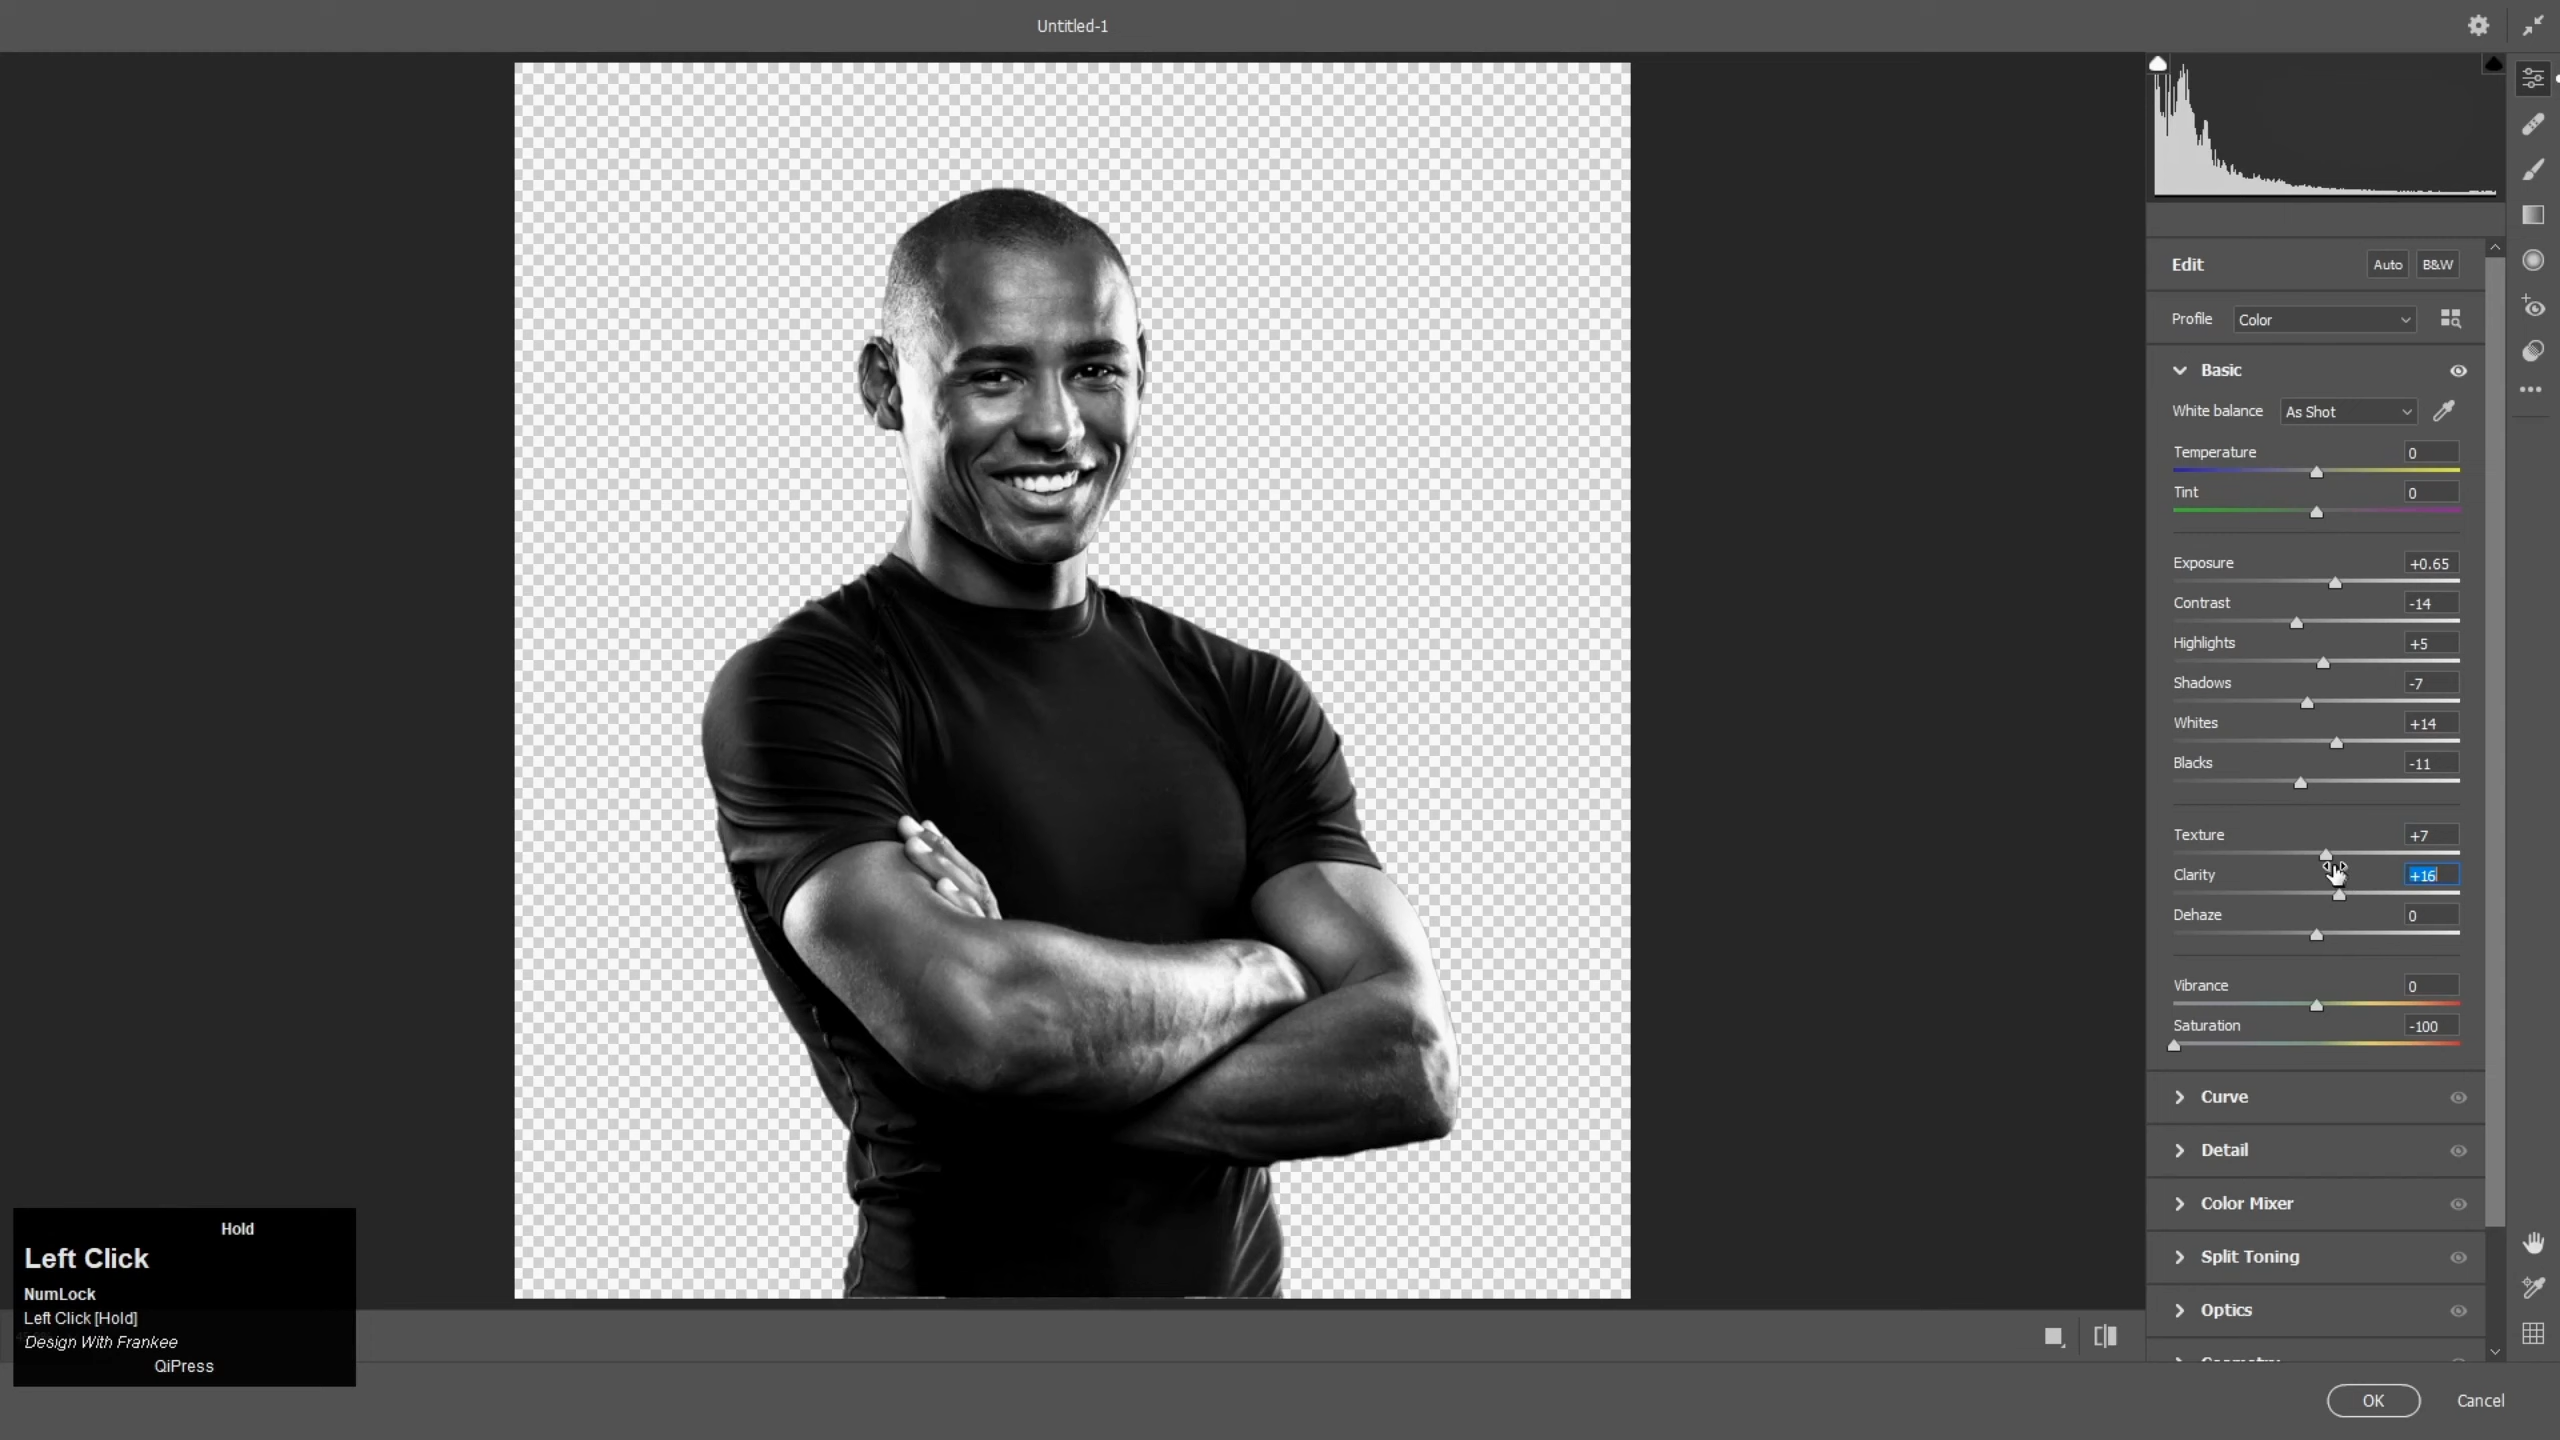 Untitled-1
Edit
Auto
B&W
Profile
Color
Basic
White balance
As Shot
Temperature
0
Tint
0
Exposure
+0.65
Contrast
-14
Highlights
+5
Shadows
-7
Whites
+14
Blacks
-11
Texture
+7
Clarity
+16
Dehaze
0
Vibrance
0
Saturation
-100
Curve
Detail
Color Mixer
Split Toning
Optics
Geometry
Hold
Left Click
NumLock
Left Click [Hold]
Design With Frankee
QiPress
OK
Cancel